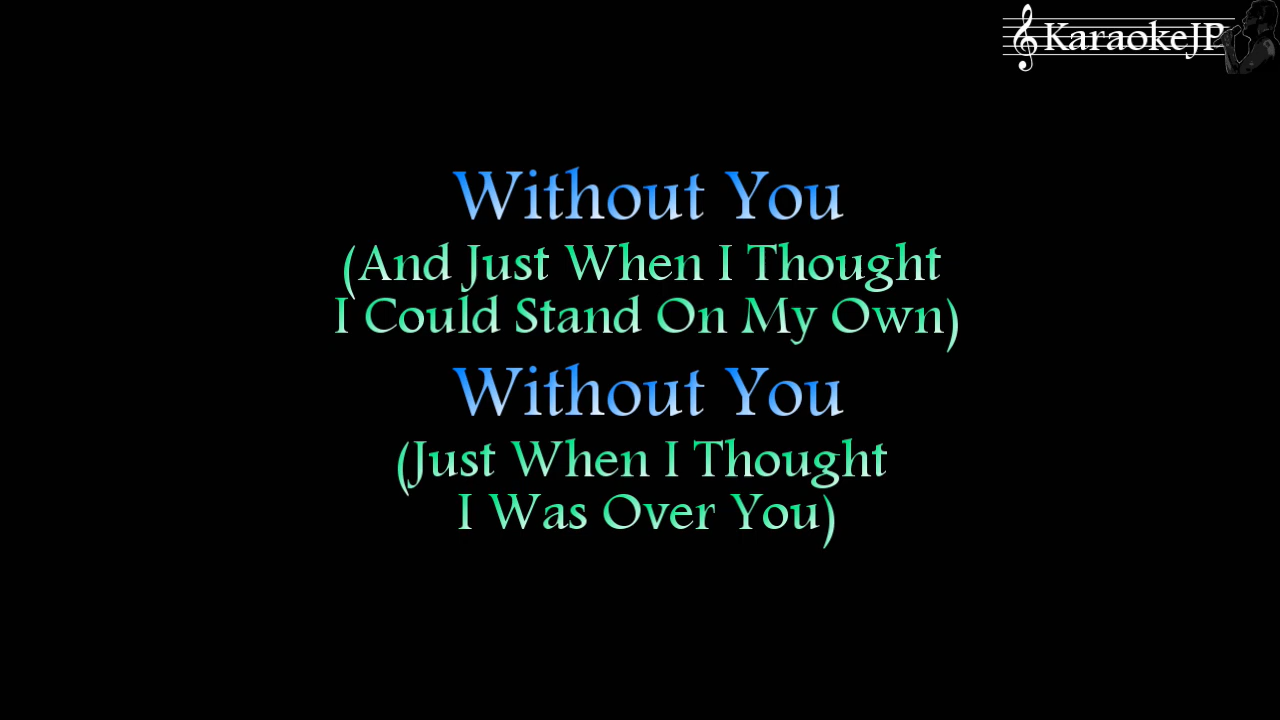 KaraokeJP
Without You
(And Just When I Thought
I Could Stand On My Own)
Without You
(Just When I Thought
I Was Over You)